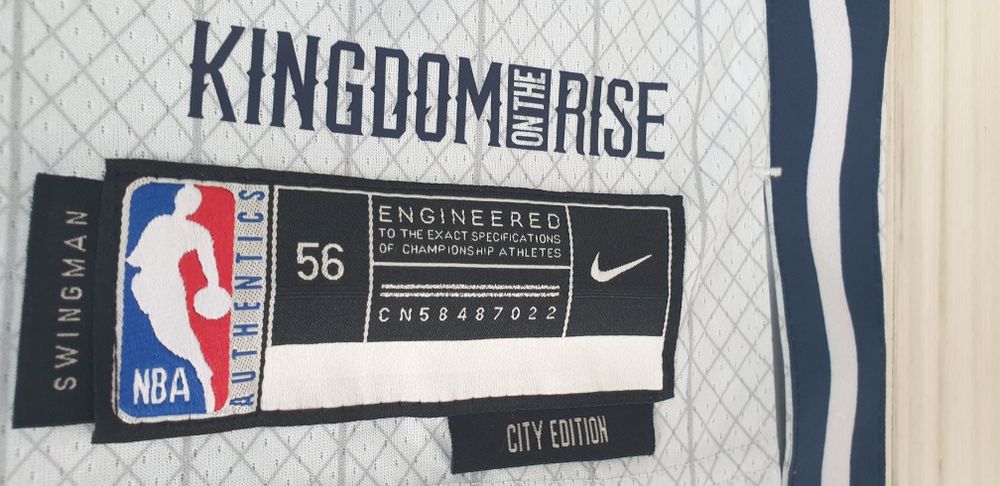 KINGDOM ON THE RISE
SWINGMAN
NBA
AUTHENTICS
56
ENGINEERED
TO THE EXACT SPECIFICATIONS
OF CHAMPIONSHIP ATHLETES
CN58487022
CITY EDITION